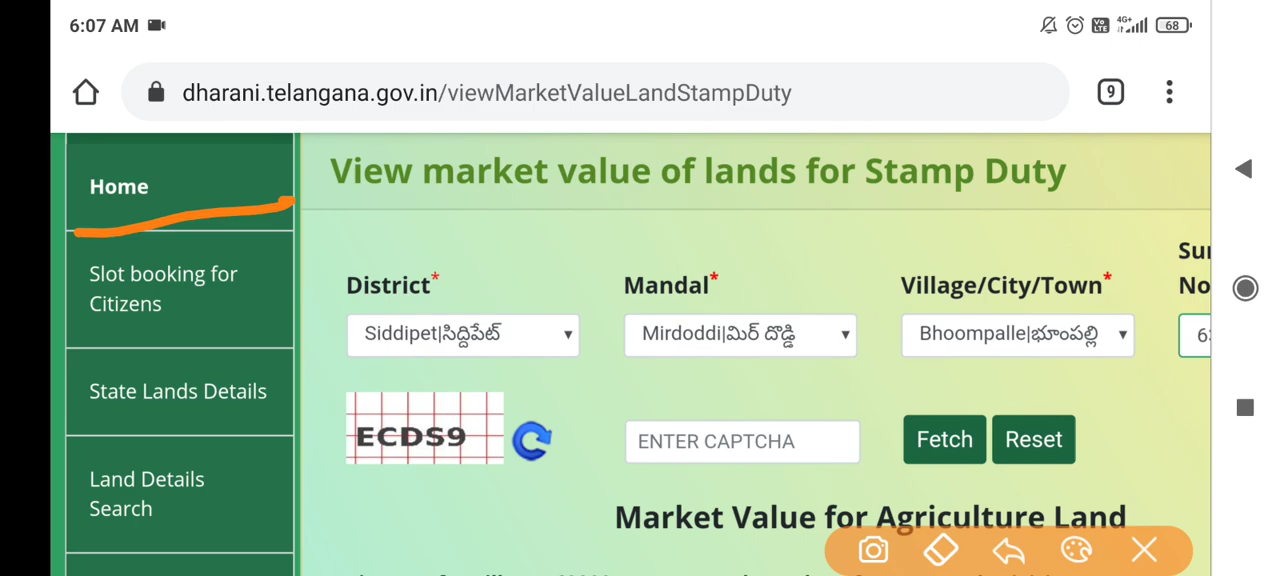 6:07 AM
4G+
VoLTE
68
dharani.telangana.gov.in/viewMarketValueLandStampDuty
9
Home
Slot booking for
Citizens
State Lands Details
Land Details
Search
View market value of lands for Stamp Duty
District*
Mandal*
Village/City/Town*
Siddipet|సిద్దిపేట్
Mirdoddi|మిర్ దొడ్డి
Bhoompalle|భూంపల్లి
ECDS9
ENTER CAPTCHA
Fetch
Reset
Market Value for Agriculture Land